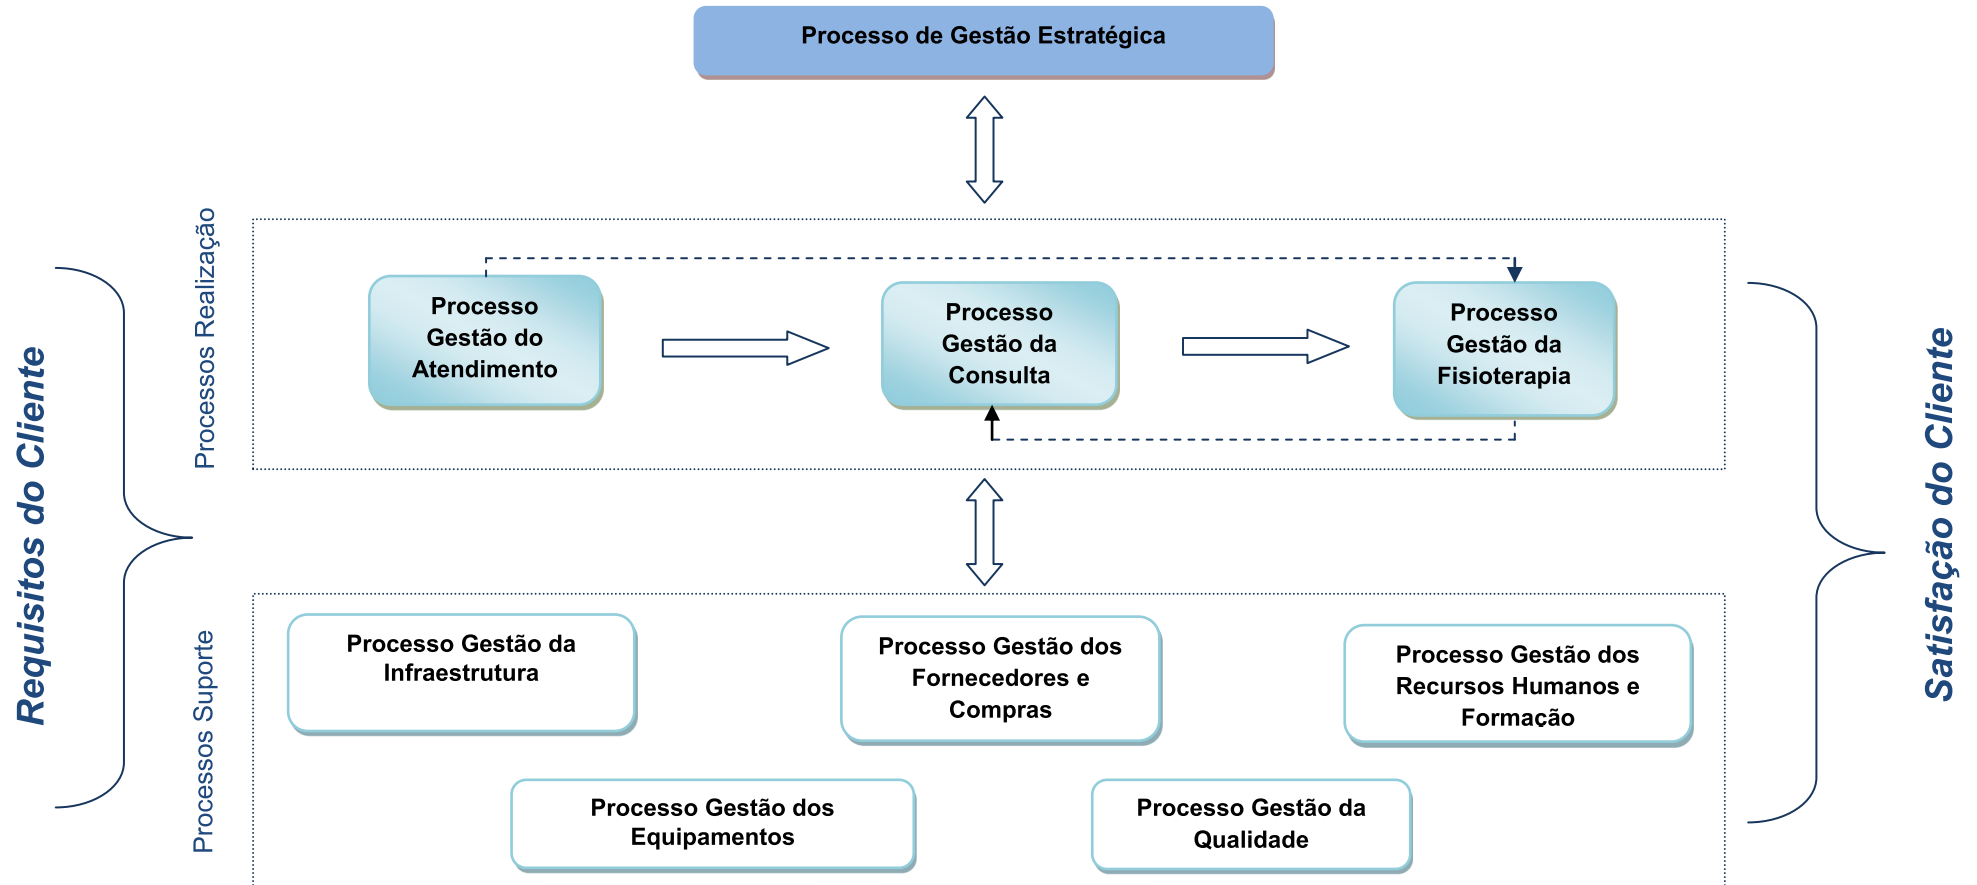 Processo de Gestão Estratégica
Requisitos do Cliente
Processos Realização
Processo
Gestão do
Atendimento
Processo
Gestão da
Consulta
Processo
Gestão da
Fisioterapia
Satisfação do Cliente
Processos Suporte
Processo Gestão da
Infraestrutura
Processo Gestão dos
Fornecedores e
Compras
Processo Gestão dos
Recursos Humanos e
Formação
Processo Gestão dos
Equipamentos
Processo Gestão da
Qualidade